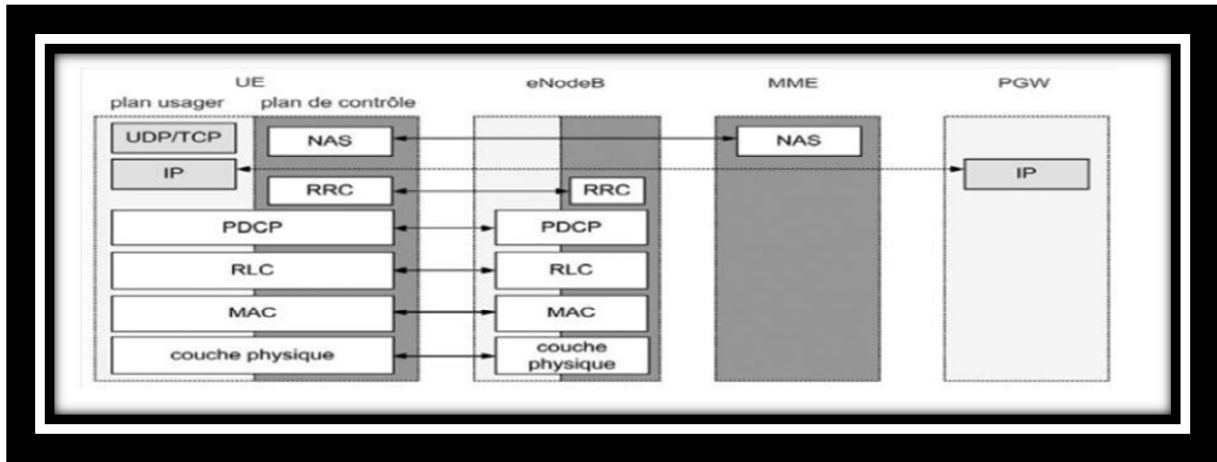 UE eNodeB MME PGW
plan usager plan de contrôle
UDP/TCP NAS NAS
IP IP
RRC RRC
PDCP PDCP
RLC RLC
MAC MAC
couche physique couche
physique